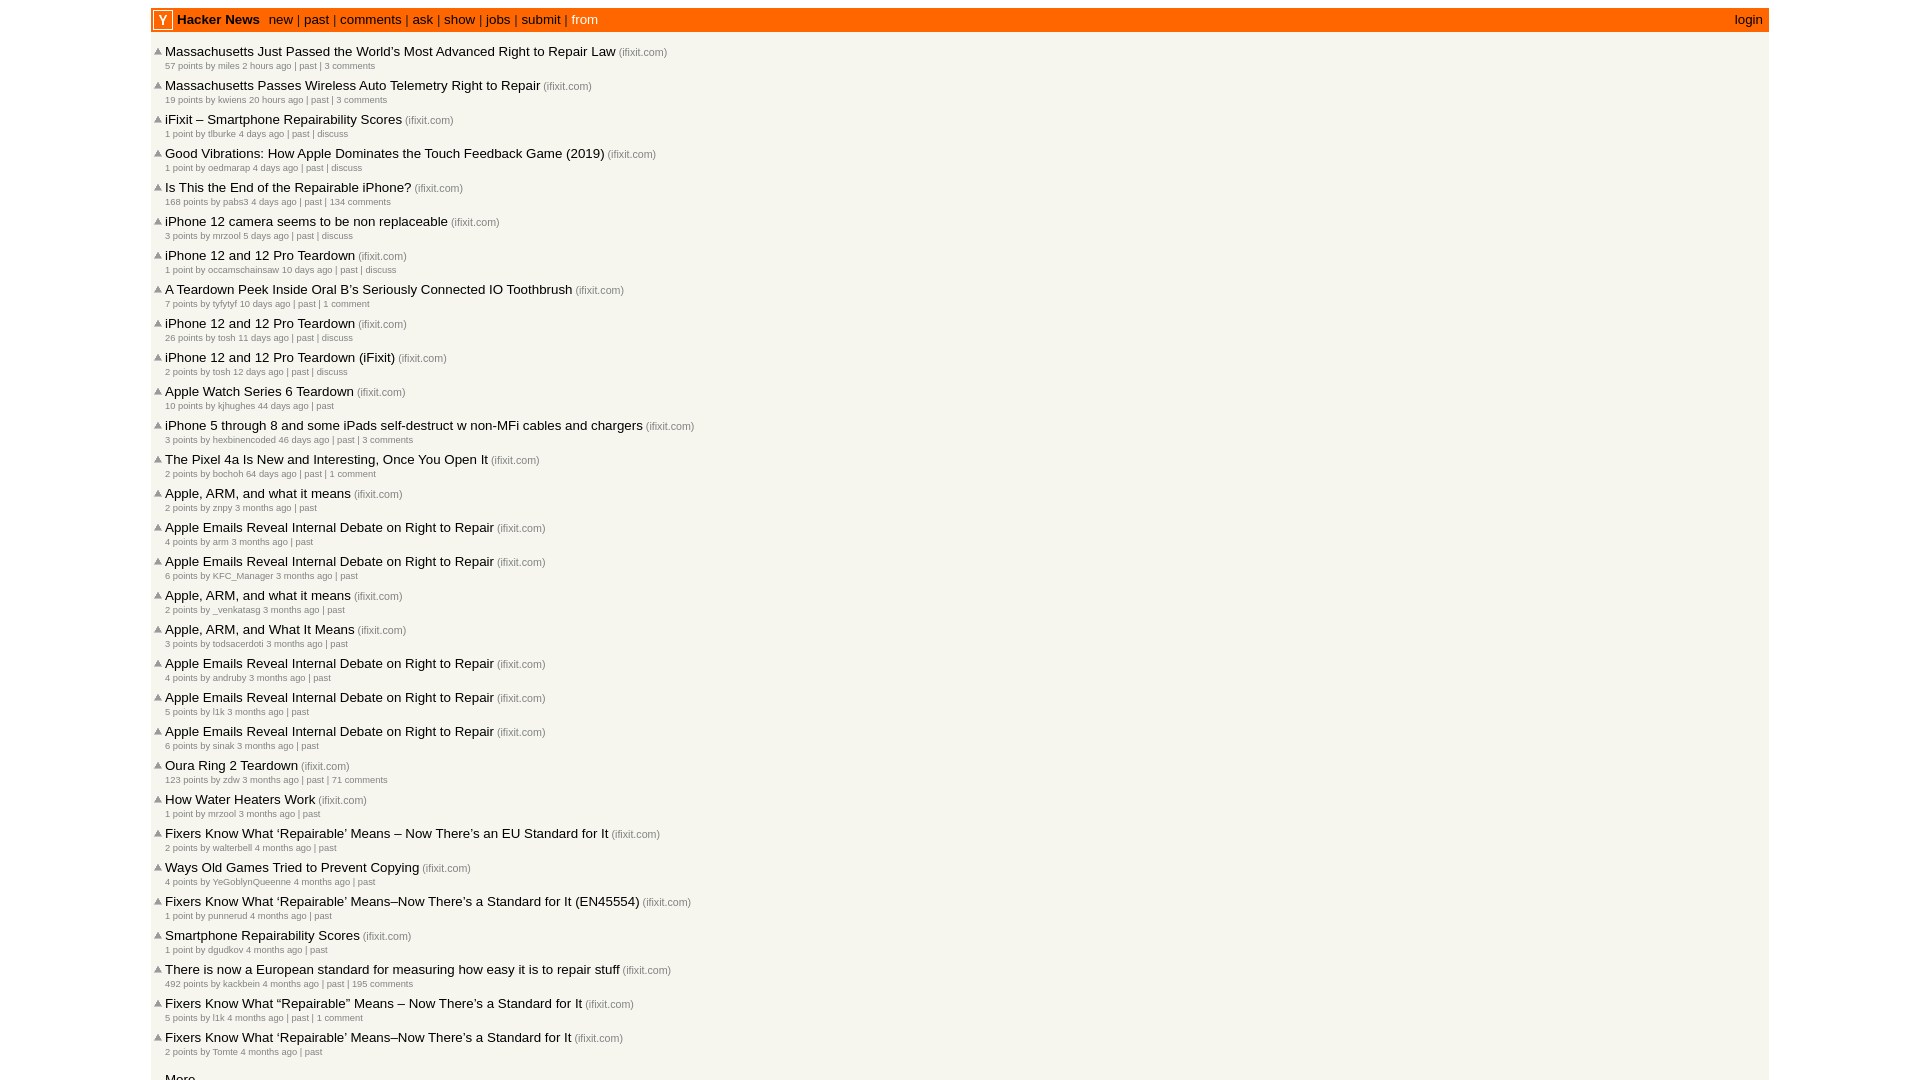 Y Hacker News new | past | comments | ask | show | jobs | submit | from login
Massachusetts Just Passed the World’s Most Advanced Right to Repair Law (ifixit.com)
57 points by miles 2 hours ago | past | 3 comments
Massachusetts Passes Wireless Auto Telemetry Right to Repair (ifixit.com)
19 points by kwiens 20 hours ago | past | 3 comments
iFixit – Smartphone Repairability Scores (ifixit.com)
1 point by tlburke 4 days ago | past | discuss
Good Vibrations: How Apple Dominates the Touch Feedback Game (2019) (ifixit.com)
1 point by oedmarap 4 days ago | past | discuss
Is This the End of the Repairable iPhone? (ifixit.com)
168 points by pabs3 4 days ago | past | 134 comments
iPhone 12 camera seems to be non replaceable (ifixit.com)
3 points by mrzool 5 days ago | past | discuss
iPhone 12 and 12 Pro Teardown (ifixit.com)
1 point by occamschainsaw 10 days ago | past | discuss
A Teardown Peek Inside Oral B’s Seriously Connected IO Toothbrush (ifixit.com)
7 points by tyfytyf 10 days ago | past | 1 comment
iPhone 12 and 12 Pro Teardown (ifixit.com)
26 points by tosh 11 days ago | past | discuss
iPhone 12 and 12 Pro Teardown (iFixit) (ifixit.com)
2 points by tosh 12 days ago | past | discuss
Apple Watch Series 6 Teardown (ifixit.com)
10 points by kjhughes 44 days ago | past
iPhone 5 through 8 and some iPads self-destruct w non-MFi cables and chargers (ifixit.com)
3 points by hexbinencoded 46 days ago | past | 3 comments
The Pixel 4a Is New and Interesting, Once You Open It (ifixit.com)
2 points by bochoh 64 days ago | past | 1 comment
Apple, ARM, and what it means (ifixit.com)
2 points by znpy 3 months ago | past
Apple Emails Reveal Internal Debate on Right to Repair (ifixit.com)
4 points by arm 3 months ago | past
Apple Emails Reveal Internal Debate on Right to Repair (ifixit.com)
6 points by KFC_Manager 3 months ago | past
Apple, ARM, and what it means (ifixit.com)
2 points by _venkatasg 3 months ago | past
Apple, ARM, and What It Means (ifixit.com)
3 points by todsacerdoti 3 months ago | past
Apple Emails Reveal Internal Debate on Right to Repair (ifixit.com)
4 points by andruby 3 months ago | past
Apple Emails Reveal Internal Debate on Right to Repair (ifixit.com)
5 points by l1k 3 months ago | past
Apple Emails Reveal Internal Debate on Right to Repair (ifixit.com)
6 points by sinak 3 months ago | past
Oura Ring 2 Teardown (ifixit.com)
123 points by zdw 3 months ago | past | 71 comments
How Water Heaters Work (ifixit.com)
1 point by mrzool 3 months ago | past
Fixers Know What ‘Repairable’ Means – Now There’s an EU Standard for It (ifixit.com)
2 points by walterbell 4 months ago | past
Ways Old Games Tried to Prevent Copying (ifixit.com)
4 points by YeGoblynQueenne 4 months ago | past
Fixers Know What ‘Repairable’ Means–Now There’s a Standard for It (EN45554) (ifixit.com)
1 point by punnerud 4 months ago | past
Smartphone Repairability Scores (ifixit.com)
1 point by dgudkov 4 months ago | past
There is now a European standard for measuring how easy it is to repair stuff (ifixit.com)
492 points by kackbein 4 months ago | past | 195 comments
Fixers Know What “Repairable” Means – Now There’s a Standard for It (ifixit.com)
5 points by l1k 4 months ago | past | 1 comment
Fixers Know What ‘Repairable’ Means–Now There’s a Standard for It (ifixit.com)
2 points by Tomte 4 months ago | past
More